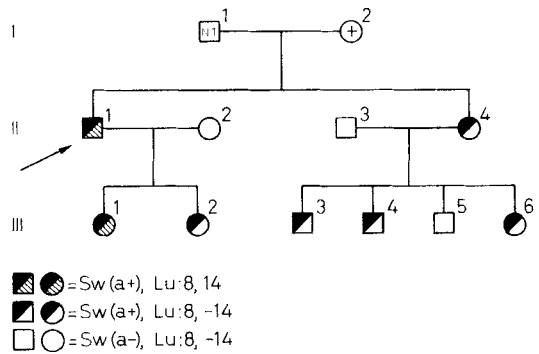 I
1
2
NT
+
II
1
2
3
4
III
1
2
3
4
5
6
= Sw (a+), Lu:8, 14
= Sw (a+), Lu:8, -14
= Sw (a-), Lu:8, -14